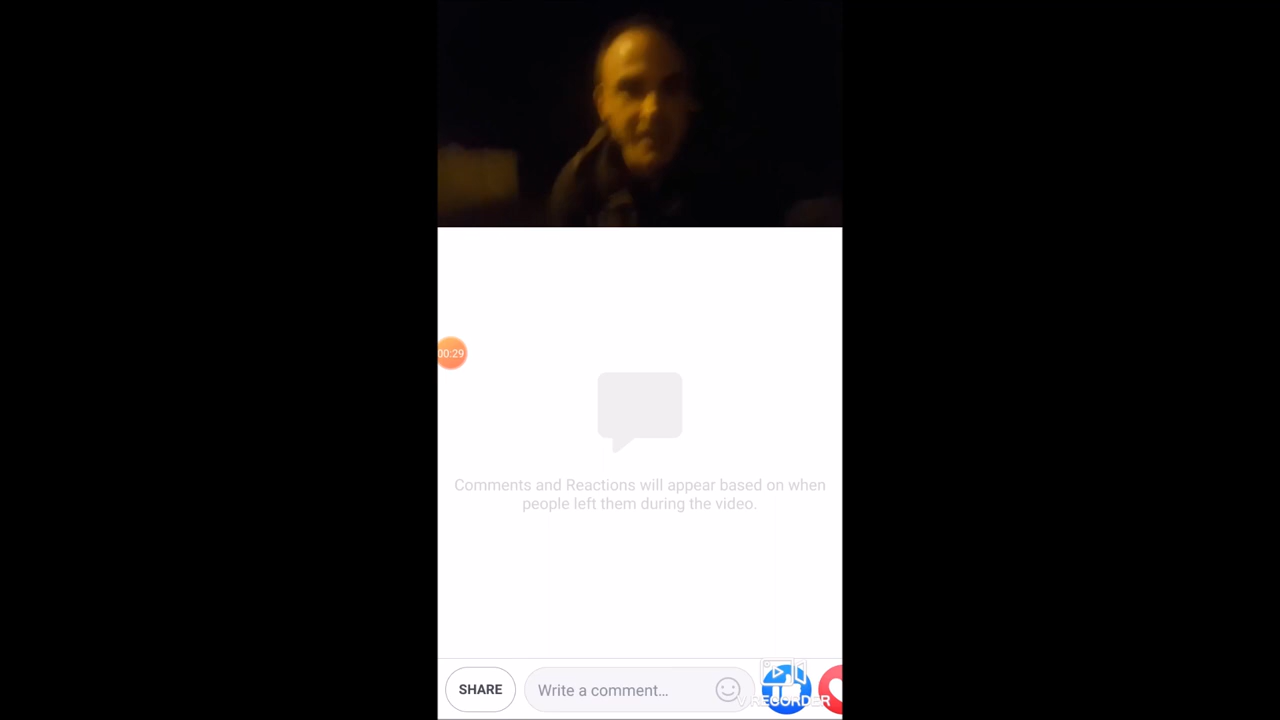 00:29
Comments and Reactions will appear based on when
people left them during the video.
SHARE
Write a comment...
V RECORDER